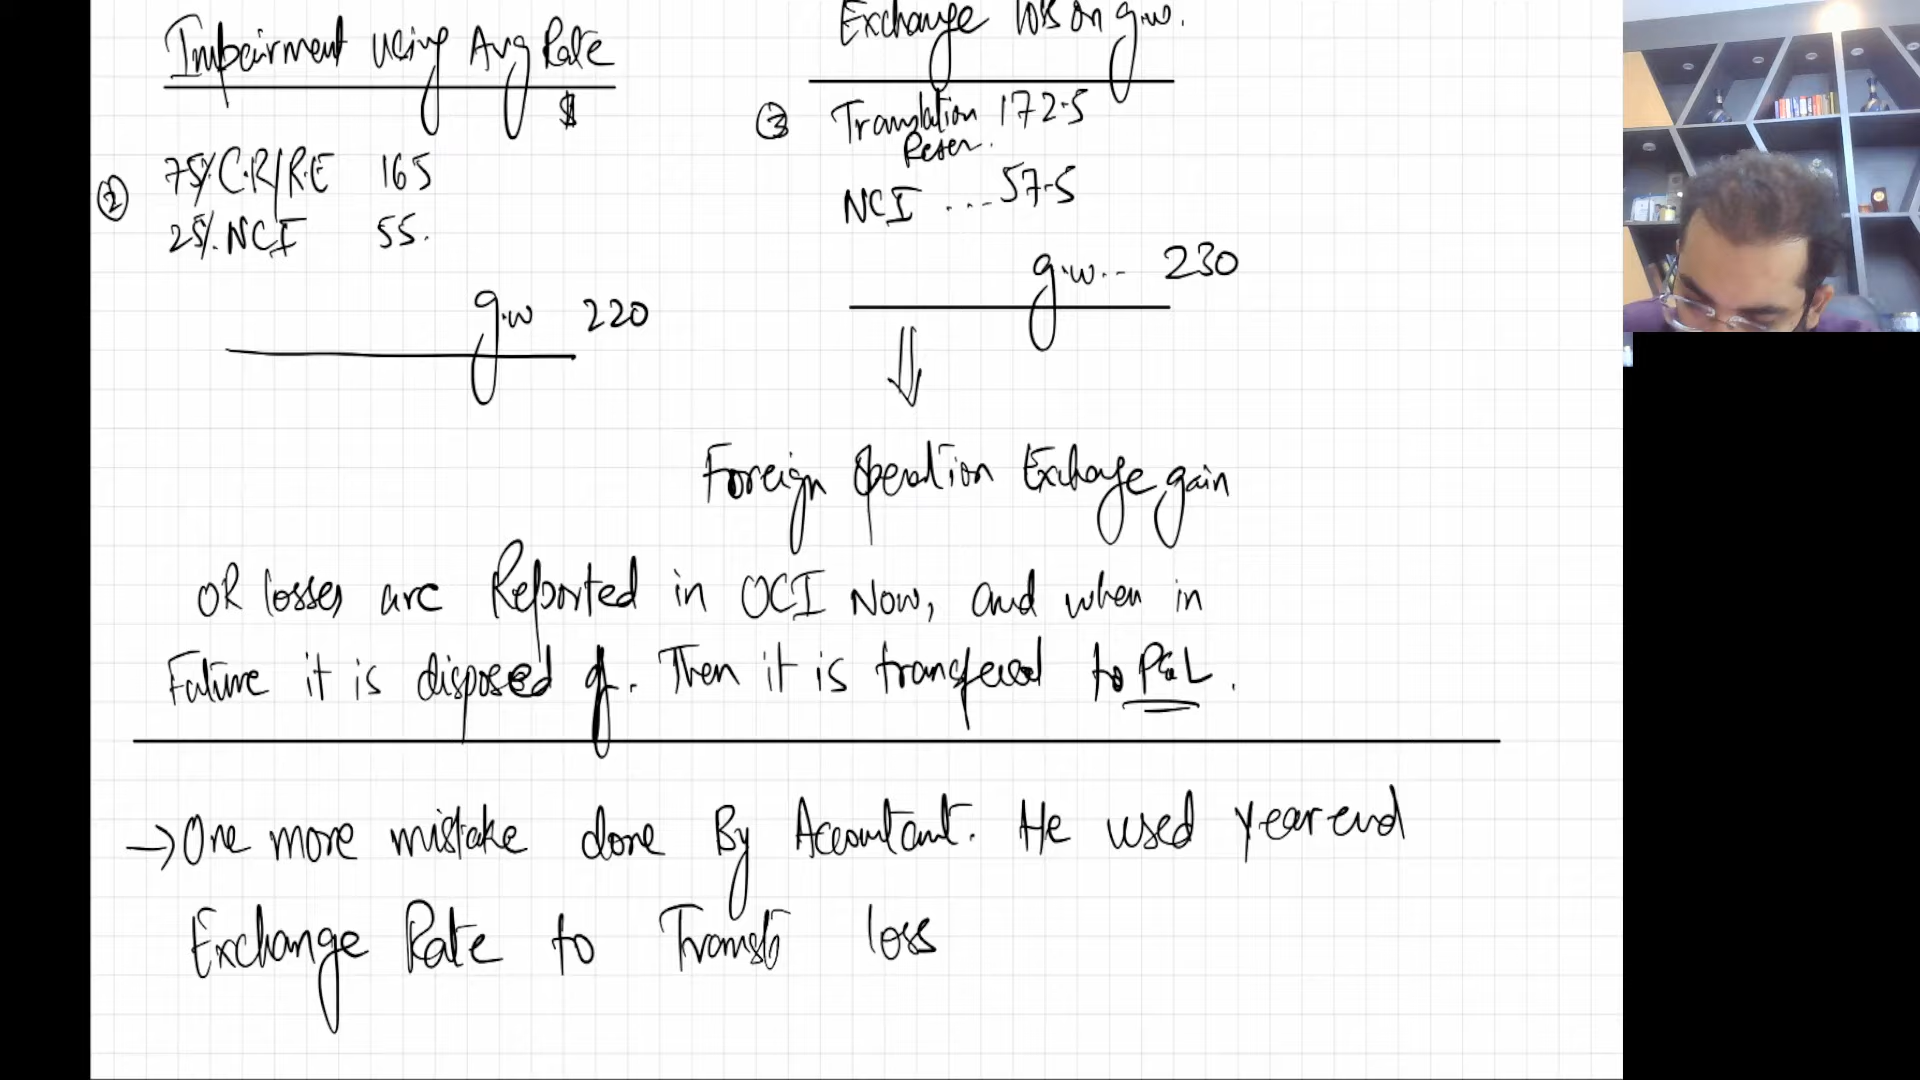 Impairment using Avg Rate
$
② 75% C.R/R.E 165
25% NCI 55.
g.w 220
Exchange loss on g.w.
③ Translation 172.5
Reser.
NCI ... 57.5
g.w... 230
Foreign operation Exchange gain
OR losses are Reported in OCI Now, and when in
Future it is disposed of. Then it is transfered to P&L.
→ One more mistake done By Accountant. He used year end
Exchange Rate to loss